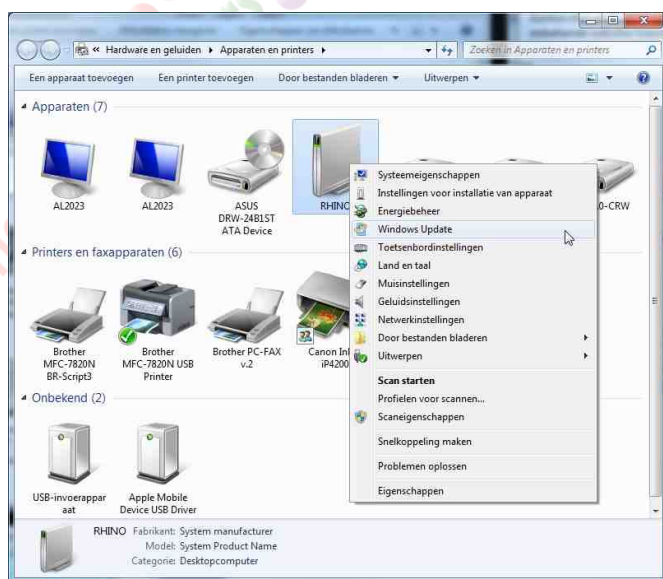 « Hardware en geluiden ▸ Apparaten en printers ▸
Zoeken in Apparaten en printers
Een apparaat toevoegen Een printer toevoegen Door bestanden bladeren Uitwerpen
Apparaten (7)
AL2023
AL2023
ASUS
DRW-24B1ST
ATA Device
RHINO
0-CRW
Systeemeigenschappen
Instellingen voor installatie van apparaat
Energiebeheer
Windows Update
Toetsenbordinstellingen
Land en taal
Muisinstellingen
Geluidsinstellingen
Netwerkinstellingen
Door bestanden bladeren
Uitwerpen
Scan starten
Profielen voor scannen...
Scaneigenschappen
Snelkoppeling maken
Problemen oplossen
Eigenschappen
Printers en faxapparaten (6)
Brother
MFC-7820N
BR-Script3
Brother
MFC-7820N USB
Printer
Brother PC-FAX
v.2
Canon Ink
iP4200
Onbekend (2)
USB-invoerappar
aat
Apple Mobile
Device USB Driver
RHINO Fabrikant: System manufacturer
Model: System Product Name
Categorie: Desktopcomputer